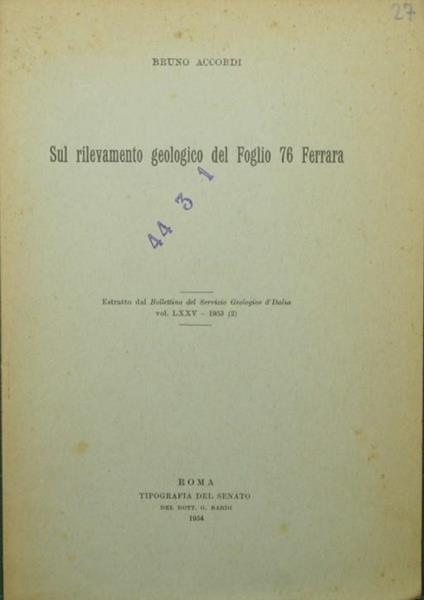 27
BRUNO ACCORDI
Sul rilevamento geologico del Foglio 76 Ferrara
44 3 1
Estratto dal Bollettino del Servizio Geologico d'Italia
vol. LXXV - 1953 (2)
ROMA
TIPOGRAFIA DEL SENATO
DEL DOTT. G. BARDI
1954